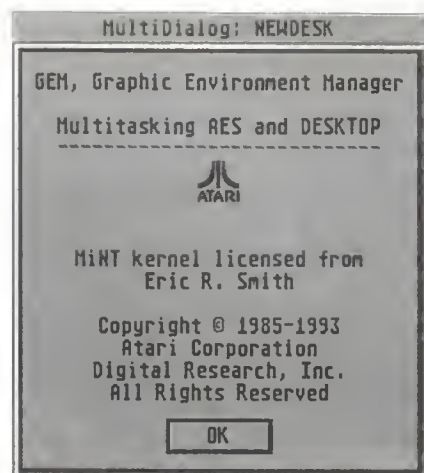 MultiDialog: NEWDESK
GEM, Graphic Environment Manager
Multitasking AES and DESKTOP
ATARI
MiNT kernel licensed from
Eric R. Smith
Copyright © 1985-1993
Atari Corporation
Digital Research, Inc.
All Rights Reserved
OK